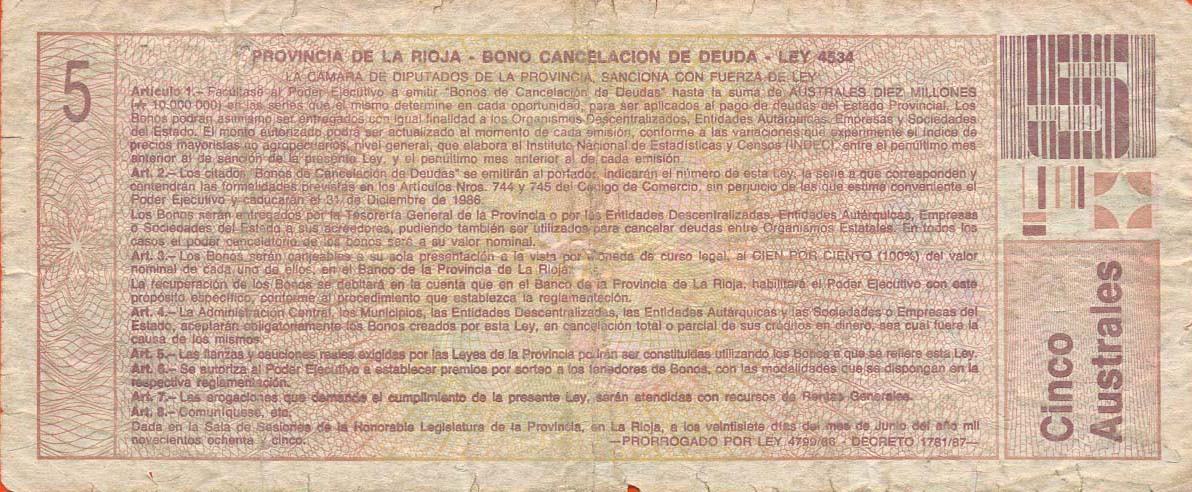 5
PROVINCIA DE LA RIOJA - BONO CANCELACION DE DEUDA - LEY 4534
LA CAMARA DE DIPUTADOS DE LA PROVINCIA, SANCIONA CON FUERZA DE LEY
Artículo 1.– Facúltase al Poder Ejecutivo a emitir "Bonos de Cancelación de Deudas" hasta la suma de AUSTRALES DIEZ MILLONES
(₳ 10.000.000) en las series que el mismo determine en cada oportunidad, para ser aplicados al pago de deudas del Estado Provincial. Los
Bonos podrán asimismo ser entregados con igual finalidad a los Organismos Descentralizados, Entidades Autárquicas, Empresas y Sociedades
del Estado. El monto autorizado podrá ser actualizado al momento de cada emisión, conforme a las variaciones que experimente el índice de
precios mayoristas no agropecuarios, nivel general, que elabora el Instituto Nacional de Estadísticas y Censos (INDEC), entre el penúltimo mes
anterior al de sanción de la presente Ley, y el penúltimo mes anterior al de cada emisión.
Art. 2.– Los citados "Bonos de Cancelación de Deudas" se emitirán al portador, indicarán el número de esta Ley, la serie a que corresponden y
contendrán las formalidades previstas en los Artículos Nros. 744 y 745 del Código de Comercio, sin perjuicio de las que estime conveniente el
Poder Ejecutivo y caducarán el 31 de Diciembre de 1986.
Los Bonos serán entregados por la Tesorería General de la Provincia o por las Entidades Descentralizadas, Entidades Autárquicas, Empresas
o Sociedades del Estado a sus acreedores, pudiendo también ser utilizados para cancelar deudas entre Organismos Estatales. En todos los
casos el poder cancelatorio de los bonos será a su valor nominal.
Art. 3.– Los Bonos serán canjeables a su sola presentación a la vista por moneda de curso legal, al CIEN POR CIENTO (100%) del valor
nominal de cada uno de ellos, en el Banco de la Provincia de La Rioja.
La recuperación de los Bonos se debitará en la cuenta que en el Banco de la Provincia de La Rioja, habilitará el Poder Ejecutivo con este
propósito específico, conforme al procedimiento que establezca la reglamentación.
Art. 4.– La Administración Central, los Municipios, las Entidades Descentralizadas, las Entidades Autárquicas y las Sociedades o Empresas del
Estado, aceptarán obligatoriamente los Bonos creados por esta Ley, en cancelación total o parcial de sus créditos en dinero, sea cual fuera la
causa de los mismos.
Art. 5.– Las fianzas y cauciones reales exigidas por las Leyes de la Provincia podrán ser constituidas utilizando los Bonos a que se refiere esta Ley.
Art. 6.– Se autoriza al Poder Ejecutivo a establecer premios por sorteo a los tenedores de Bonos, con las modalidades que se dispongan en la
respectiva reglamentación.
Art. 7.– Las erogaciones que demande el cumplimiento de la presente Ley, serán atendidas con recursos de Rentas Generales.
Art. 8.– Comuníquese, etc.
Dada en la Sala de Sesiones de la Honorable Legislatura de la Provincia, en La Rioja, a los veintisiete días del mes de Junio del año mil
novecientos ochenta y cinco.
—PRORROGADO POR LEY 4799/86 - DECRETO 1781/87—
5
Cinco
Australes